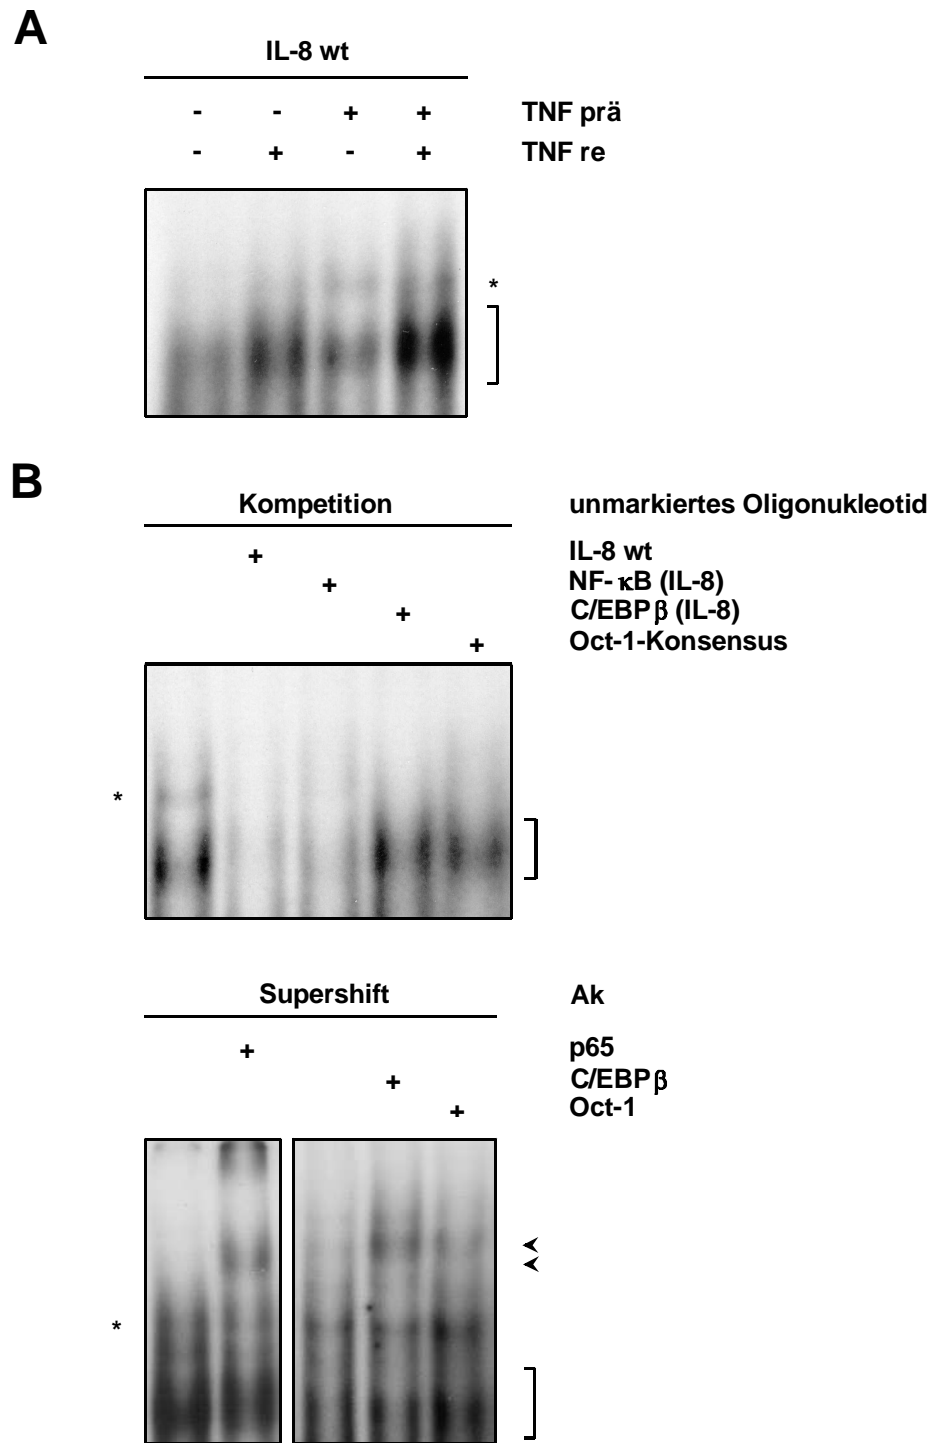 A
IL-8 wt
- - + + TNF prä
- + - + TNF re
*
B
Kompetition unmarkiertes Oligonukleotid
+ IL-8 wt
+ NF-κB (IL-8)
+ C/EBPβ (IL-8)
+ Oct-1-Konsensus
*
Supershift Ak
+ p65
+ C/EBPβ
+ Oct-1
*